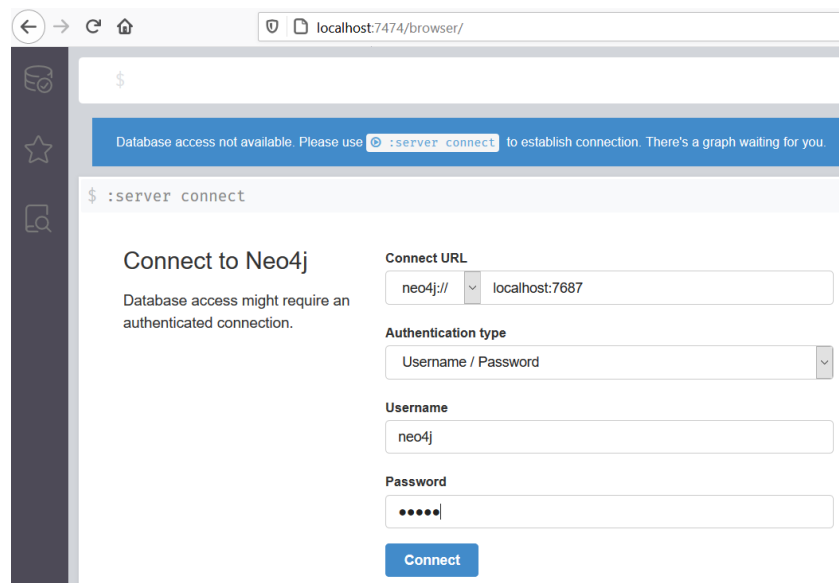 localhost:7474/browser/
$
Database access not available. Please use :server connect to establish connection. There's a graph waiting for you.
$ :server connect
Connect to Neo4j
Database access might require an
authenticated connection.
Connect URL
neo4j:// localhost:7687
Authentication type
Username / Password
Username
neo4j
Password
•••••
Connect